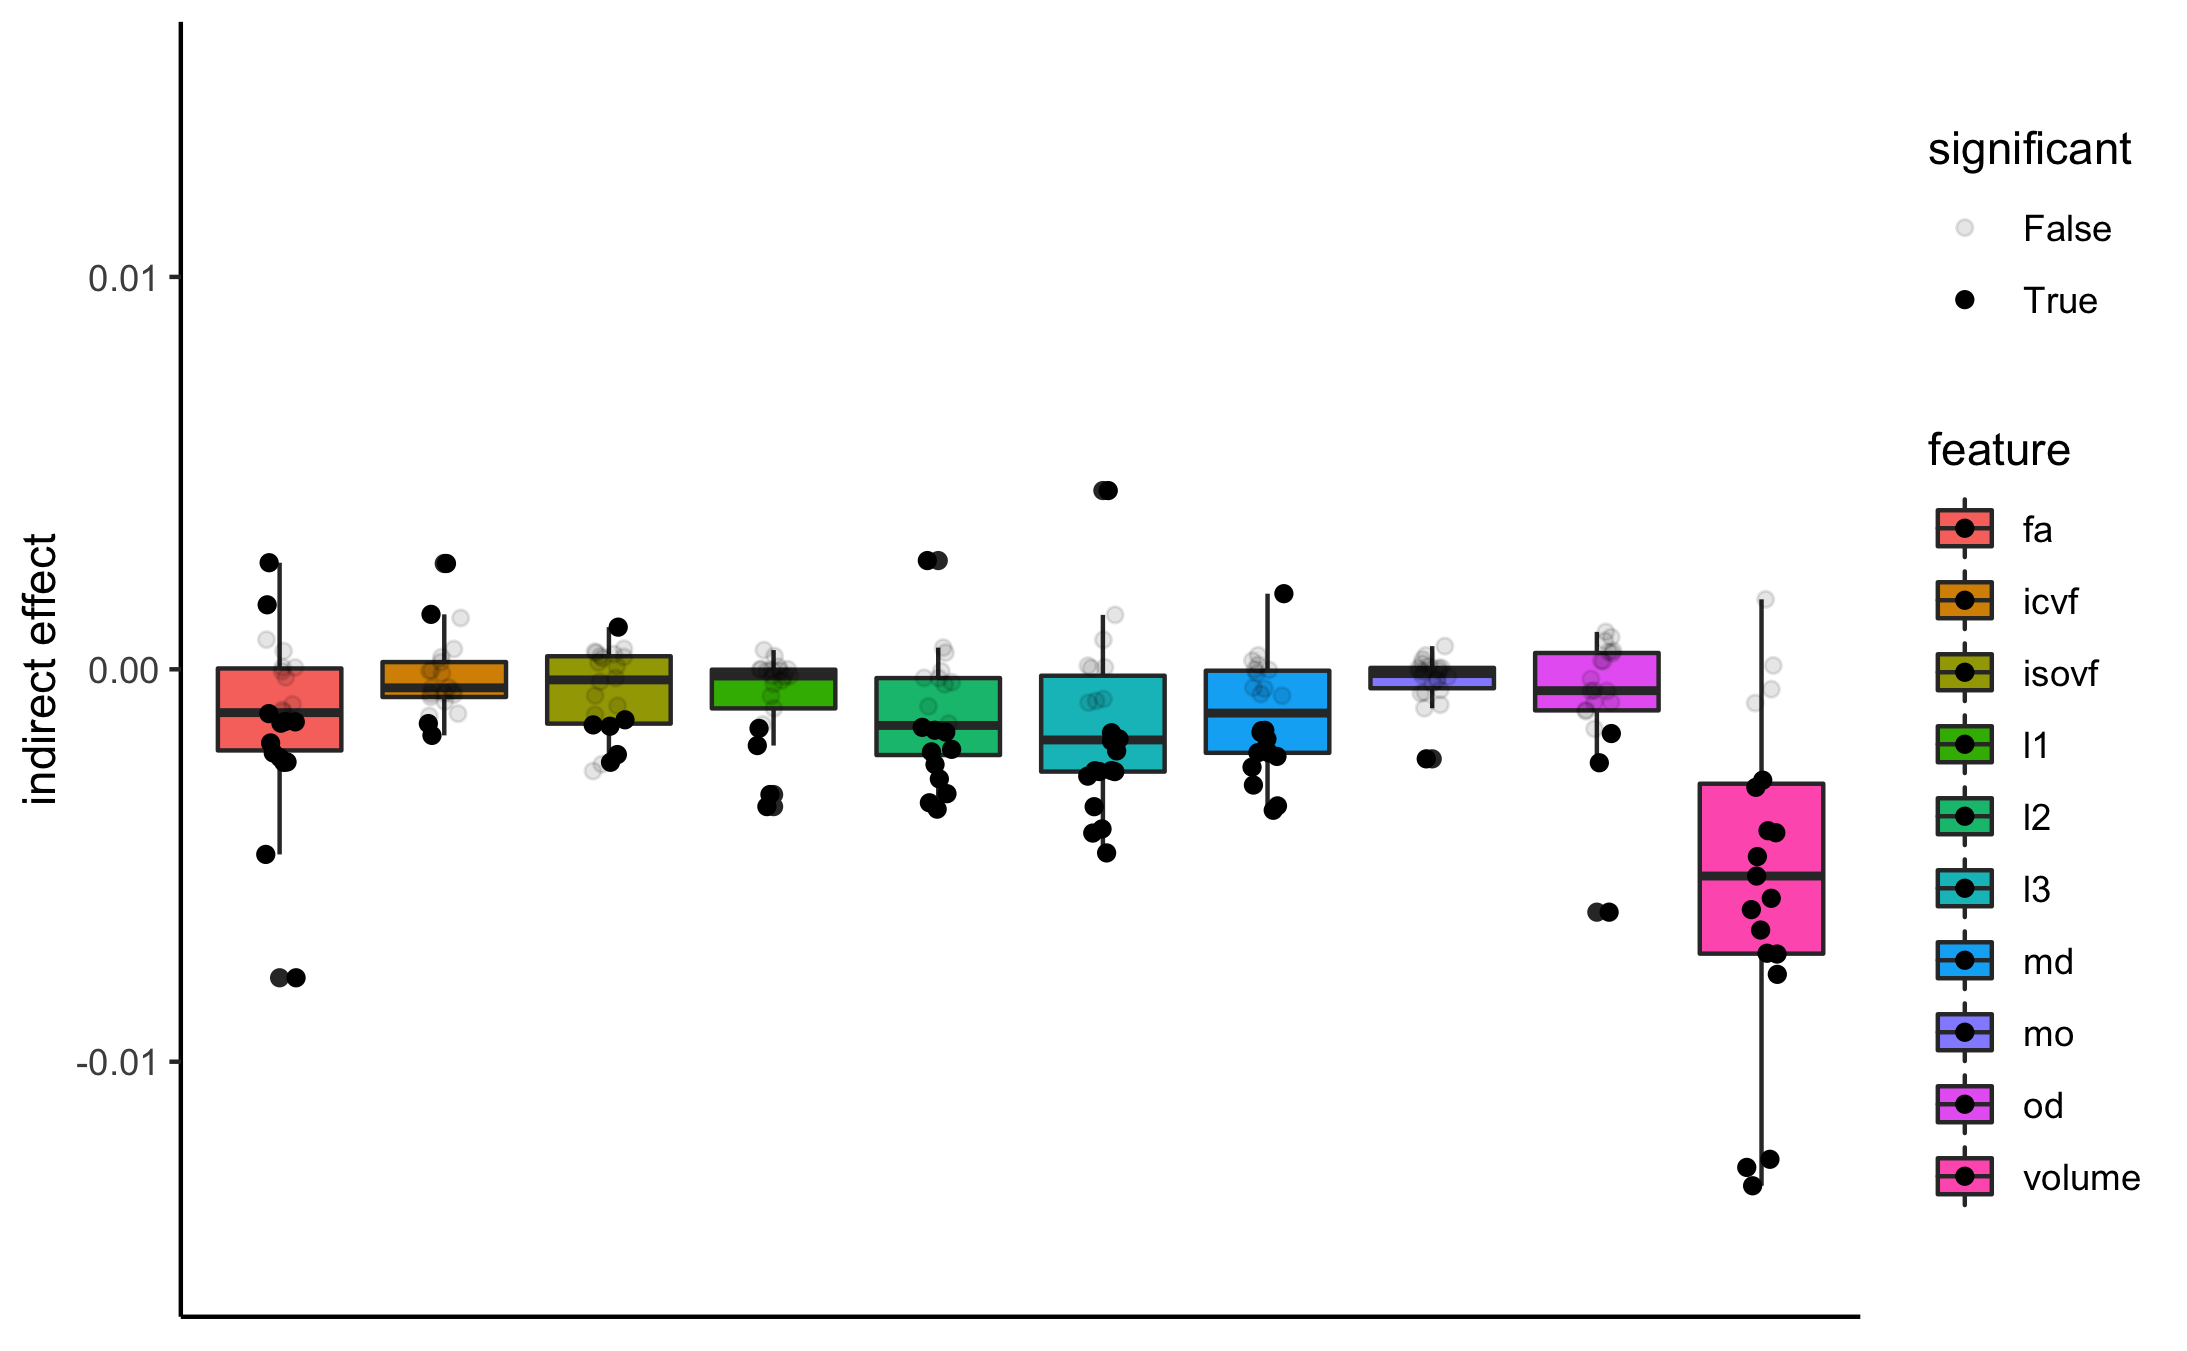 indirect effect
0.01
0.00
-0.01
significant
False
True
feature
fa
icvf
isovf
l1
l2
l3
md
mo
od
volume